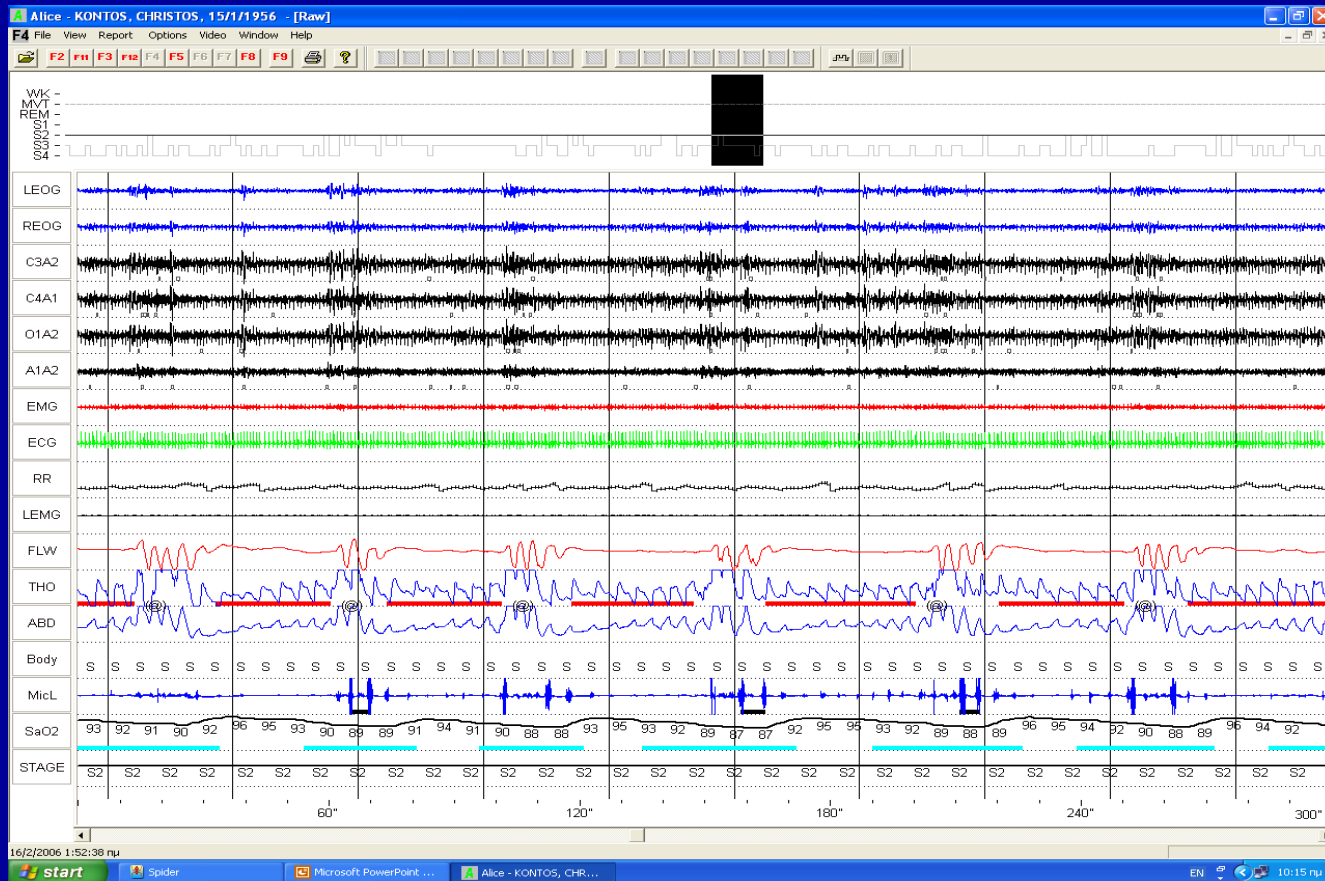 Alice - KONTOS, CHRISTOS, 15/1/1956 - [Raw]
F4 File View Report Options Video Window Help
F2 F11 F3 F12 F4 F5 F6 F7 F8 F9 ?
WK
MVT
REM
S1
S2
S3
S4
LEOG
REOG
C3A2
C4A1
O1A2
A1A2
EMG
ECG
RR
LEMG
FLW
THO
@ @ @ @ @
ABD
Body
S S S S S S S S S S S S S S S S S S S S S S S S S S S S S S S S S S S S S S S S S S S S S S S S S S
MicL
SaO2
93 92 91 90 92 96 95 93 90 89 89 94 91 90 88 88 93 95 93 92 89 87 87 92 95 95 93 92 89 88 89 96 95 94 92 90 88 89 96 94 92
STAGE
S2 S2 S2 S2 S2 S2 S2 S2 S2 S2 S2 S2 S2 S2 S2 S2 S2 S2 S2 S2 S2 S2 S2 S2 S2 S2 S2 S2 S2 S2 S2 S2 S2
60" 120" 180" 240" 300"
16/2/2006 1:52:38 πμ
start Spider Microsoft PowerPoint ... Alice - KONTOS, CHR... EN 10:15 πμ